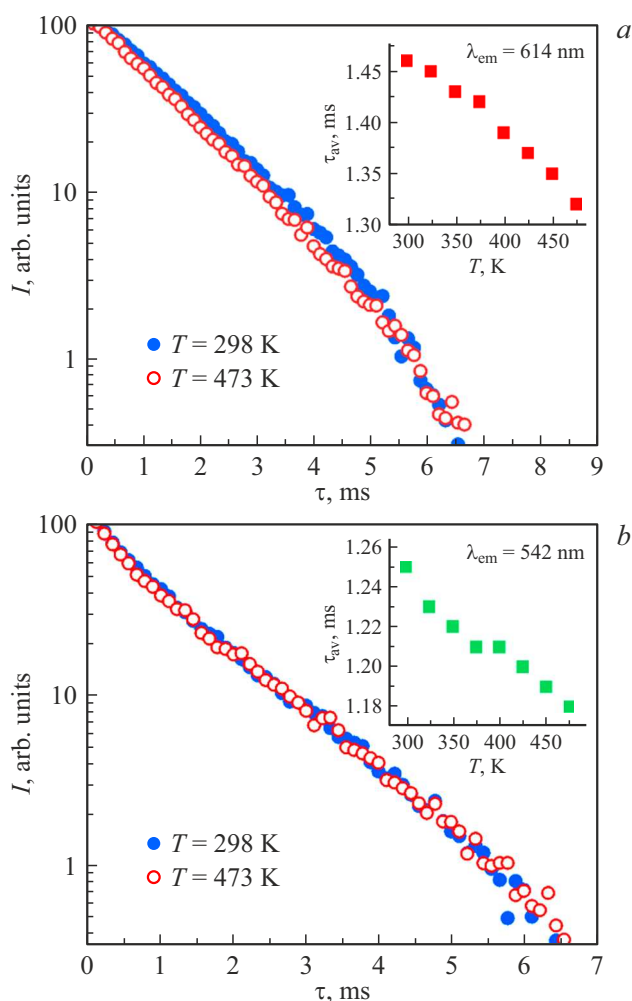 a
100
10
1
I, arb. units
λem = 614 nm
1.45
1.40
1.35
1.30
τav, ms
300 350 400 450
T, K
T = 298 K
T = 473 K
0 1 2 3 4 5 6 7 8 9
τ, ms
b
100
10
1
I, arb. units
λem = 542 nm
1.26
1.24
1.22
1.20
1.18
τav, ms
300 350 400 450
T, K
T = 298 K
T = 473 K
0 1 2 3 4 5 6 7
τ, ms